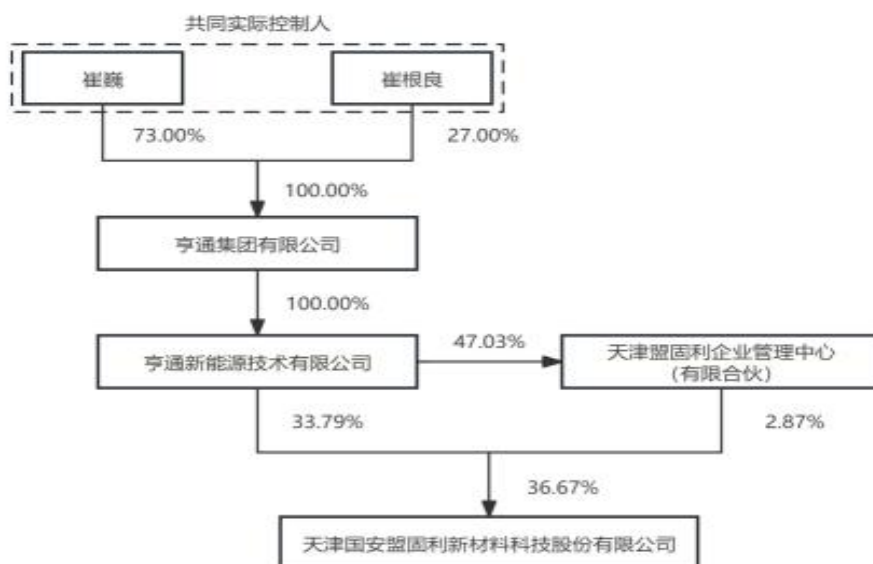 共同实际控制人
崔巍
崔根良
73.00%
27.00%
100.00%
亨通集团有限公司
100.00%
亨通新能源技术有限公司
47.03%
天津盟固利企业管理中心
(有限合伙)
33.79%
2.87%
36.67%
天津国安盟固利新材料科技股份有限公司